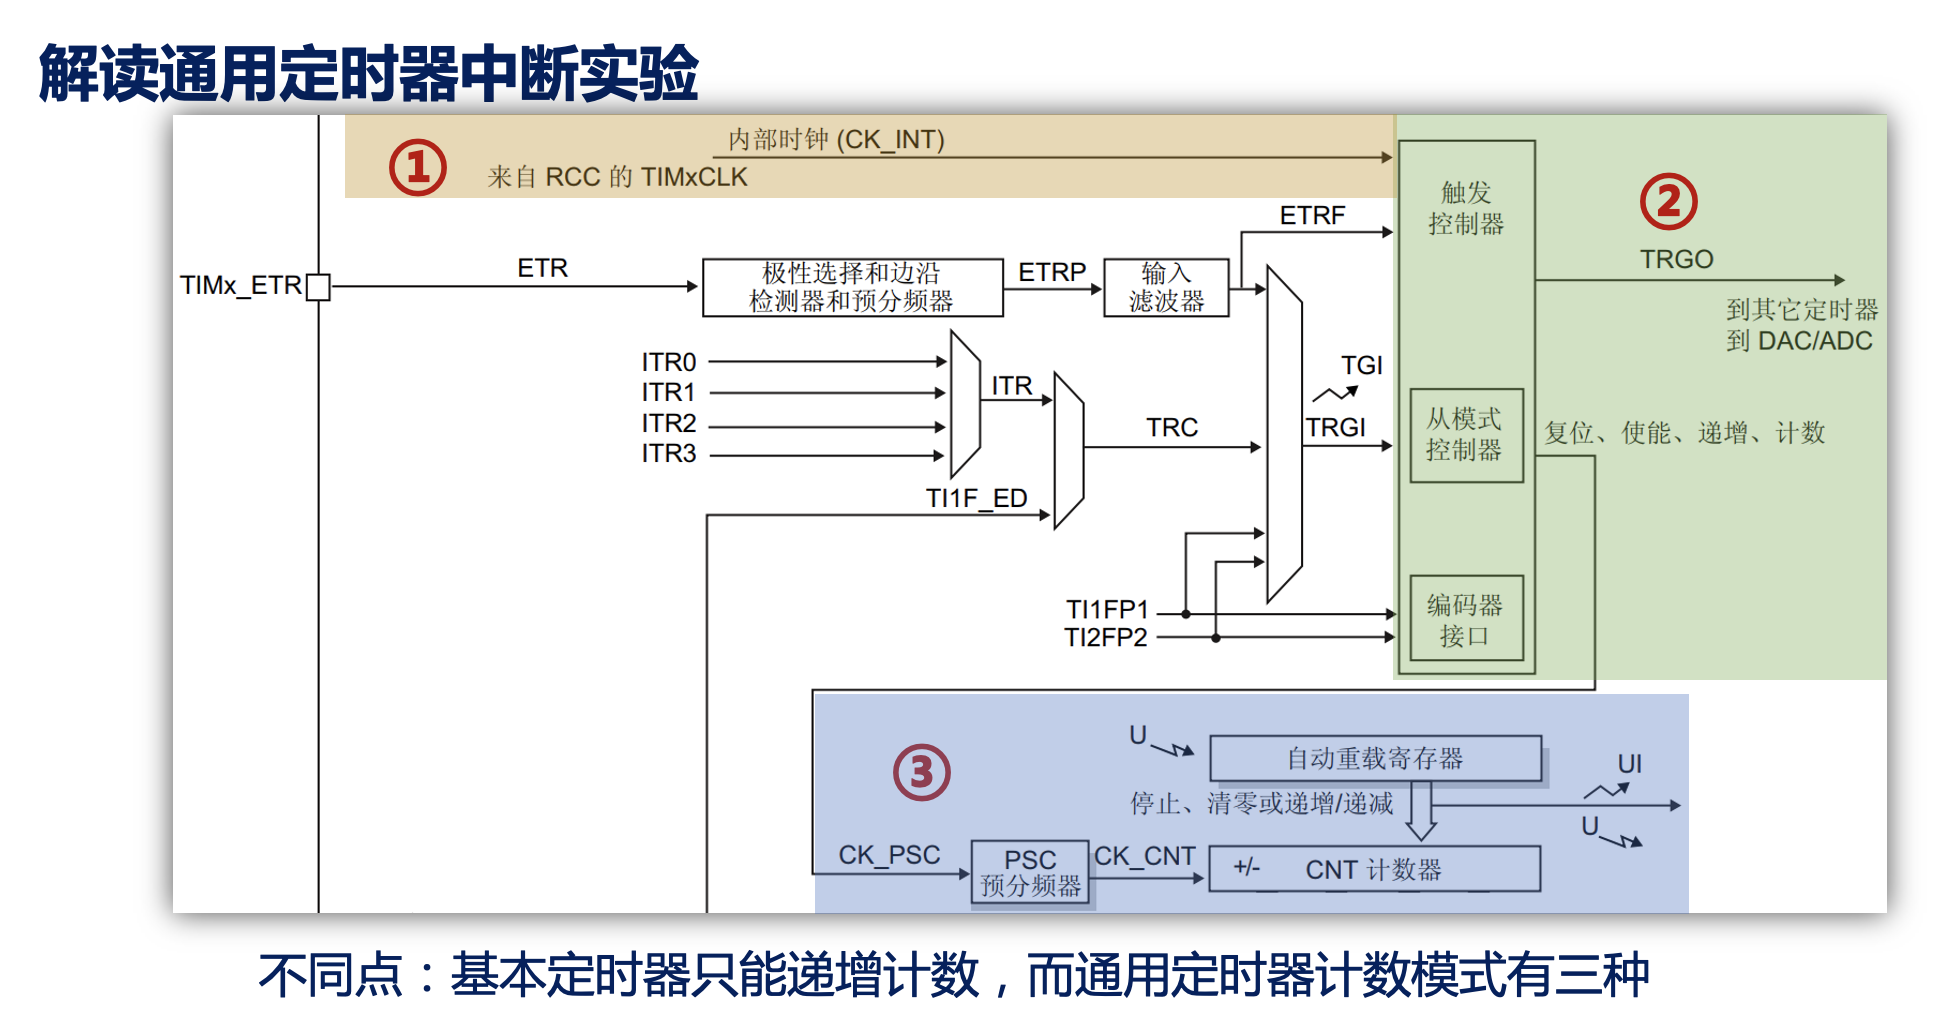 解读通用定时器中断实验
内部时钟 (CK_INT)
①
来自 RCC 的 TIMxCLK
触发
控制器
②
ETRF
TRGO
ETR
TIMx_ETR
极性选择和边沿
检测器和预分频器
ETRP
输入
滤波器
到其它定时器
到 DAC/ADC
ITR0
ITR1
ITR2
ITR3
ITR
TGI
TRC
TRGI
从模式
控制器
复位、使能、递增、计数
TI1F_ED
TI1FP1
TI2FP2
编码器
接口
③
U
自动重载寄存器
UI
停止、清零或递增/递减
U
CK_PSC
PSC
预分频器
CK_CNT
+/-
CNT 计数器
不同点：基本定时器只能递增计数，而通用定时器计数模式有三种